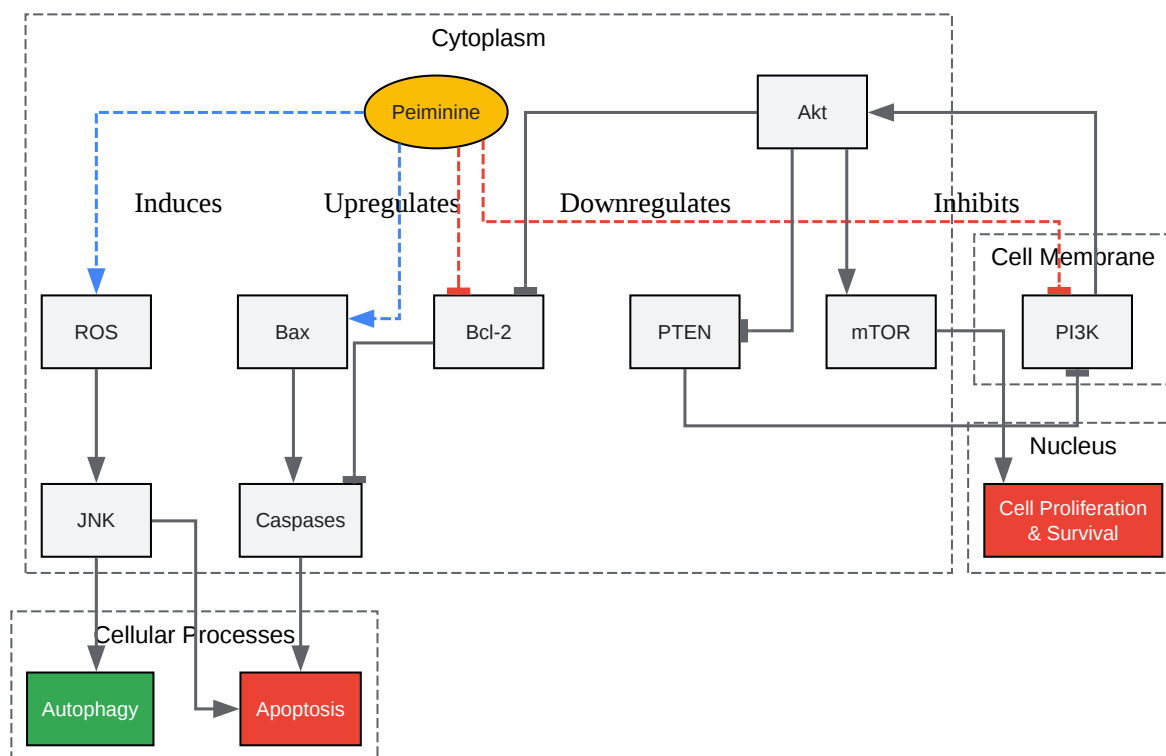 Cytoplasm
Peiminine
Akt
Induces
Upregulates
Downregulates
Inhibits
Cell Membrane
ROS
Bax
Bcl-2
PTEN
mTOR
PI3K
Nucleus
JNK
Caspases
Cell Proliferation
& Survival
Cellular Processes
Autophagy
Apoptosis